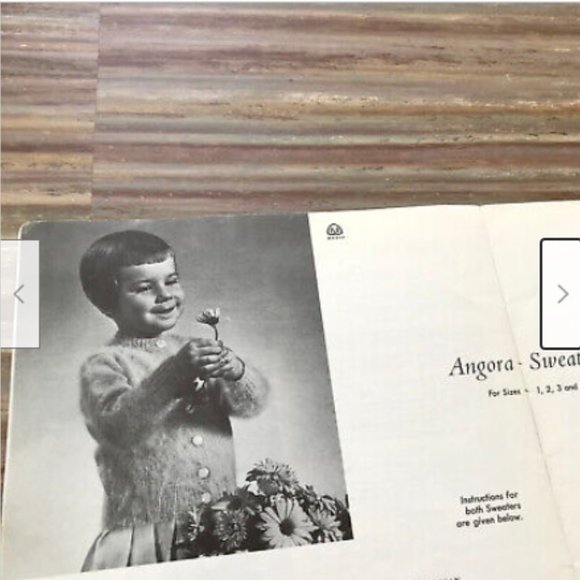 Angora - Sweat
For Sizes - 1, 2, 3 and
Instructions for
both Sweaters
are given below.